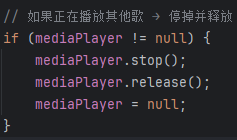 // 如果正在播放其他歌 → 停掉并释放
if (mediaPlayer != null) {
    mediaPlayer.stop();
    mediaPlayer.release();
    mediaPlayer = null;
}